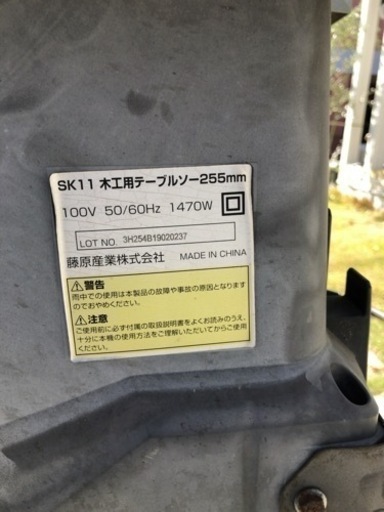 SK11 木工用テーブルソー255mm
100V 50/60Hz 1470W
LOT NO. 3H254B19020237
藤原産業株式会社 MADE IN CHINA
⚠警告
雨中での使用は本製品の故障や事故の原因となりますのでおやめください。
⚠注意
ご使用前に必ず付属の取扱説明書をよくお読みのうえ、
十分に本機の使用方法をご理解いただいてからご使用ください。